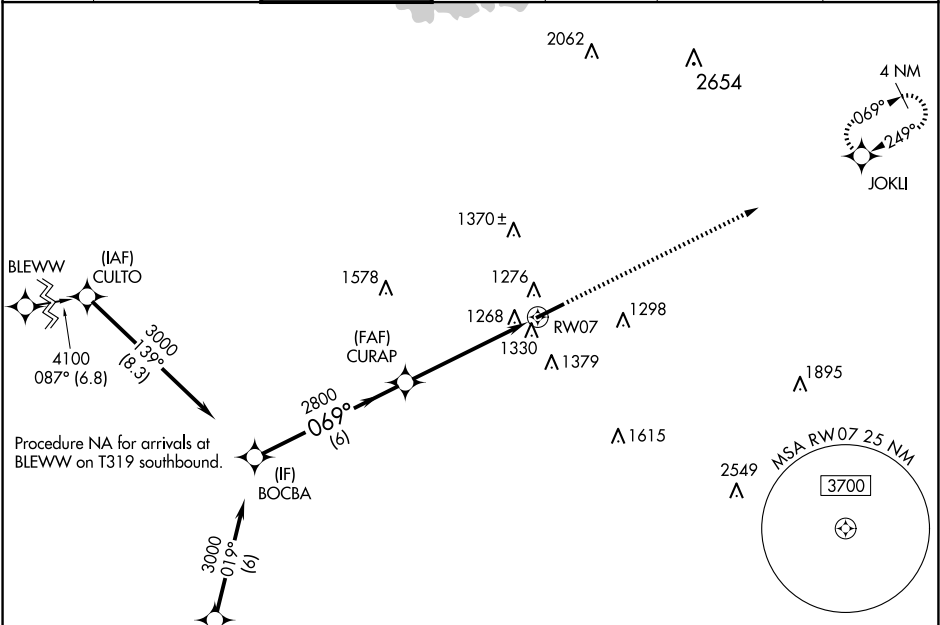 2062
2654
4 NM
069°
249°
JOKLI
1370±
BLEWW
(IAF)
CULTO
1578
1276
1268
RW07
1298
1330
(FAF)
CURAP
1379
4100
087° (6.8)
3000
139°
(8.3)
1895
2800
069°
(6)
Procedure NA for arrivals at
BLEWW on T319 southbound.
1615
(IF)
BOCBA
MSA RW07 25 NM
3700
2549
3000
019°
(6)